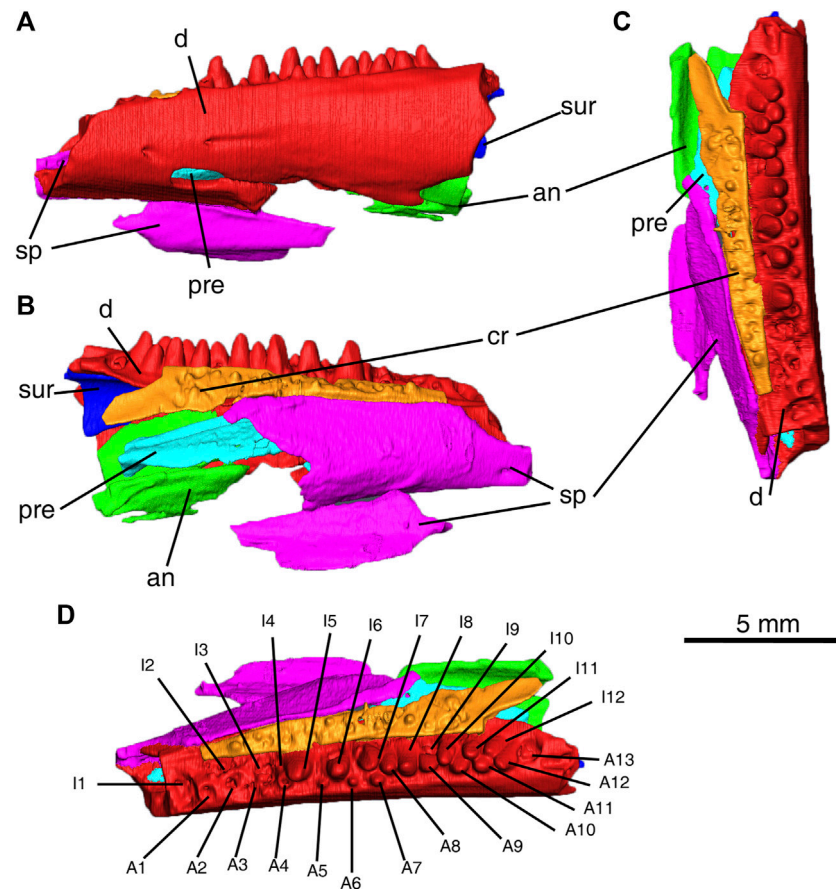 A
d
sur
an
sp
pre
B
d
cr
sur
pre
sp
an
C
pre
d
D
I4 I5 I6 I7 I8 I9 I10
I2 I3 I11
I12
I1 A13
A12
A11
A10
A1 A2 A3 A4 A5 A6 A7 A8 A9
5 mm